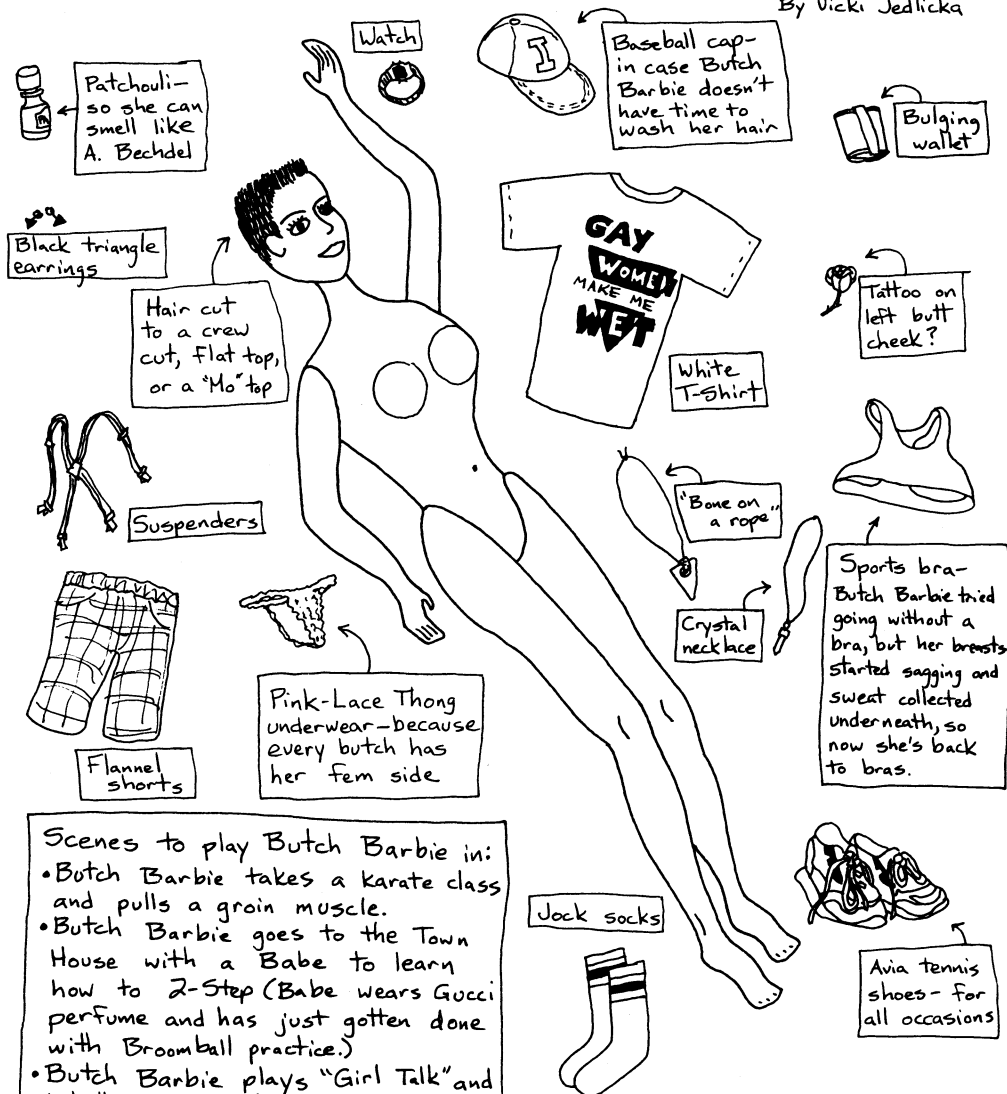 By Vicki Jedlicka
Watch
Baseball cap-
in case Butch
Barbie doesn't
have time to
wash her hair
I
Patchouli—
so she can
smell like
A. Bechdel
Bulging
wallet
Black triangle
earrings
GAY
WOMEN
MAKE ME
WET
Tattoo on
left butt
cheek?
Hair cut
to a crew
cut, flat top,
or a "Mo" top
White
T-Shirt
Suspenders
"Bone on
a rope"
Sports bra-
Butch Barbie tried
going without a
bra, but her breasts
started sagging and
sweat collected
underneath, so
now she's back
to bras.
Crystal
necklace
Pink-Lace Thong
underwear—because
every butch has
her fem side
Flannel
shorts
Scenes to play Butch Barbie in:
•Butch Barbie takes a karate class
and pulls a groin muscle.
•Butch Barbie goes to the Town
House with a Babe to learn
how to 2-Step (Babe wears Gucci
perfume and has just gotten done
with Broomball practice.)
•Butch Barbie plays "Girl Talk" and
Jock socks
Avia tennis
shoes- for
all occasions